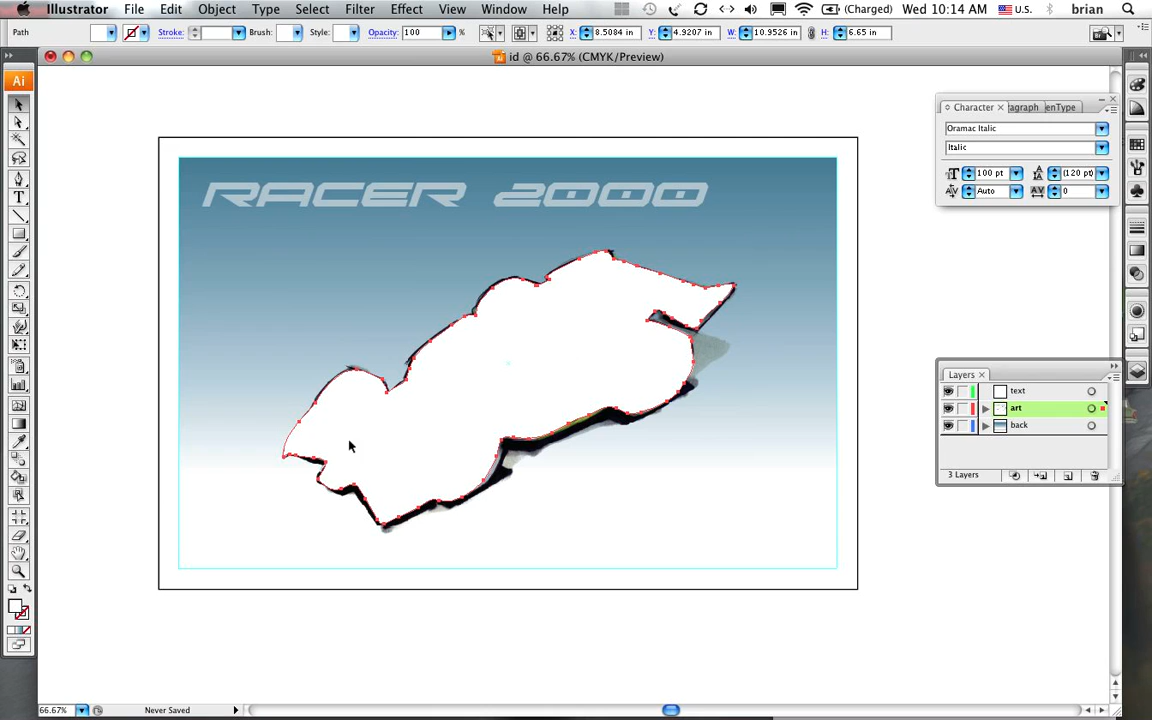 Illustrator File Edit Object Type Select Filter Effect View Window Help (Charged) Wed 10:14 AM U.S. brian
Path Stroke: Brush: Style: Opacity: 100 % X: 8.5084 in Y: 4.9207 in W: 10.9526 in H: 6.65 in
id @ 66.67% (CMYK/Preview)
Ai
Character ragraph enType
Oramac Italic
Italic
100 pt (120 pt)
Auto 0
RACER 2000
Layers
text
art
back
3 Layers
66.67% Never Saved